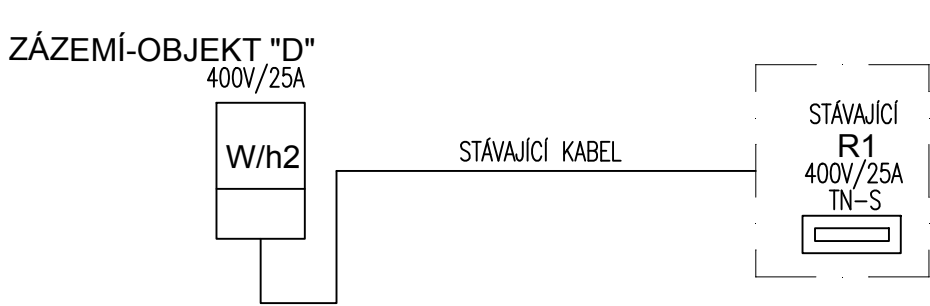 ZÁZEMÍ-OBJEKT "D"
400V/25A
W/h2
STÁVAJÍCÍ KABEL
STÁVAJÍCÍ
R1
400V/25A
TN-S